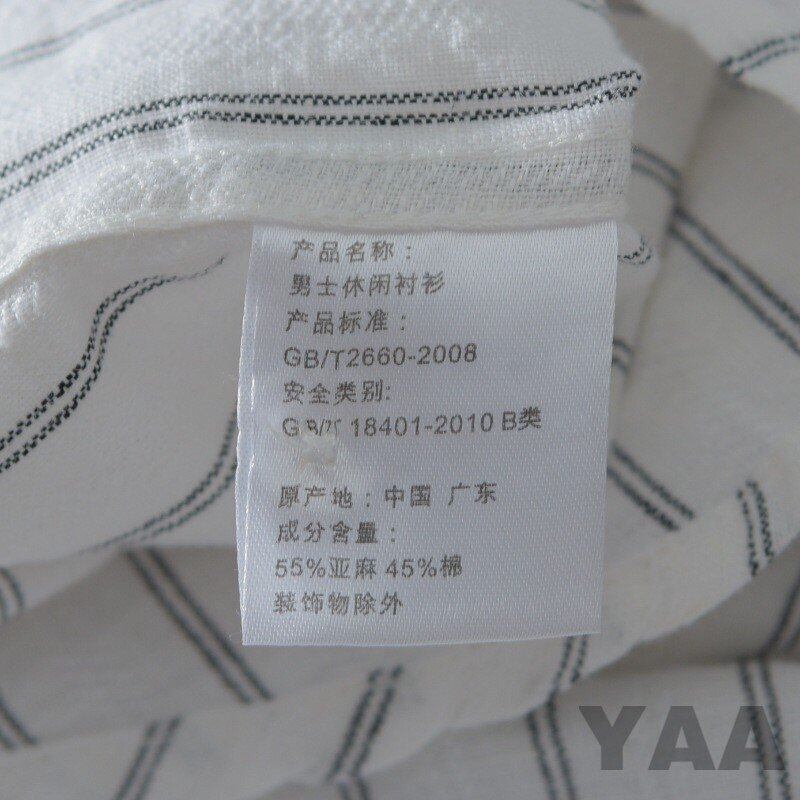 产品名称：
男士休闲衬衫
产品标准：
GB/T2660-2008
安全类别:
GB/T 18401-2010 B类
原产地：中国 广东
成分含量：
55%亚麻 45%棉
装饰物除外
YAA